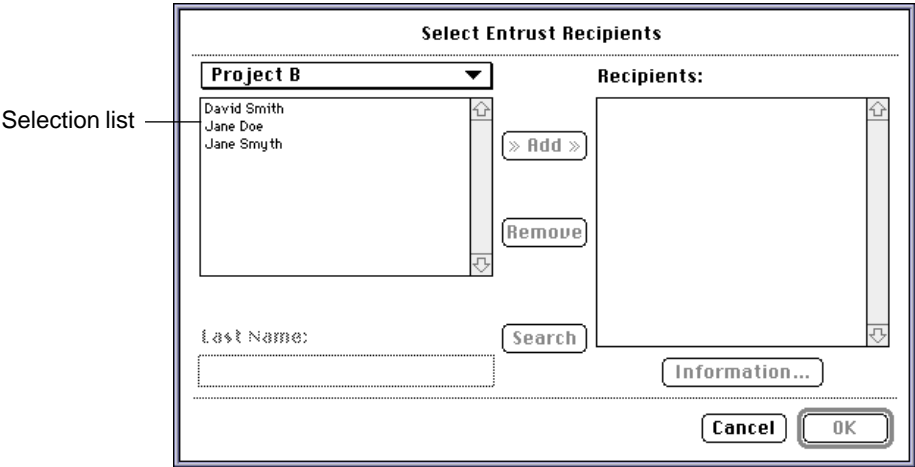 Select Entrust Recipients
Project B
Recipients:
Selection list
David Smith
Jane Doe
Jane Smyth
» Add »
Remove
Last Name:
Search
Information...
Cancel
OK